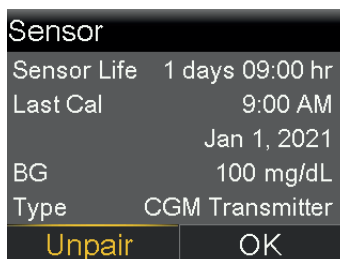 Sensor
Sensor Life 1 days 09:00 hr
Last Cal 9:00 AM
Jan 1, 2021
BG 100 mg/dL
Type CGM Transmitter
Unpair OK